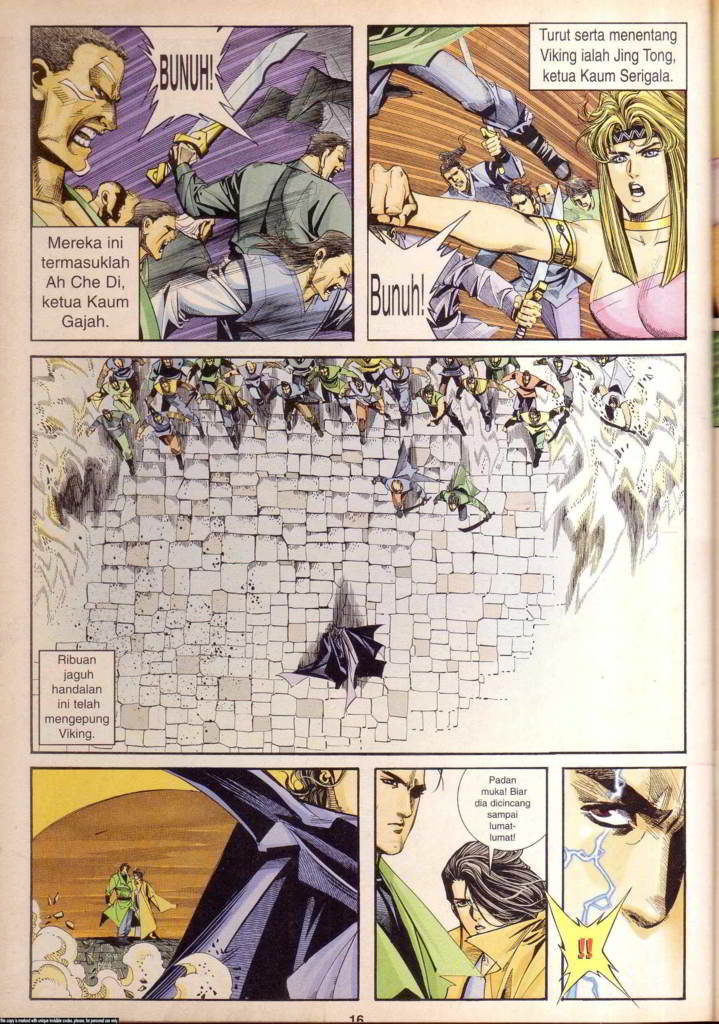 BUNUH!
Mereka ini
termasuklah
Ah Che Di,
ketua Kaum
Gajah.
Turut serta menentang
Viking ialah Jing Tong,
ketua Kaum Serigala.
Bunuh!
Ribuan
jaguh
handalan
ini telah
mengepung
Viking.
Padan
muka! Biar
dia dicincang
sampai
lumat-
lumat!
!!
16